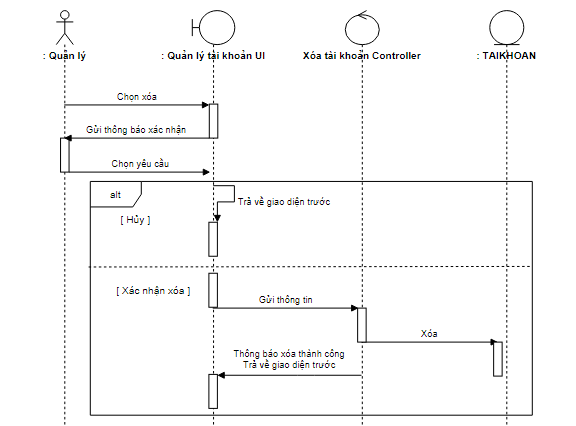 : Quản lý
: Quản lý tài khoản UI
Xóa tài khoản Controller
: TAIKHOAN
Chọn xóa
Gửi thông báo xác nhận
Chọn yêu cầu
alt
Trả về giao diện trước
[ Hủy ]
[ Xác nhận xóa ]
Gửi thông tin
Xóa
Thông báo xóa thành công
Trả về giao diện trước